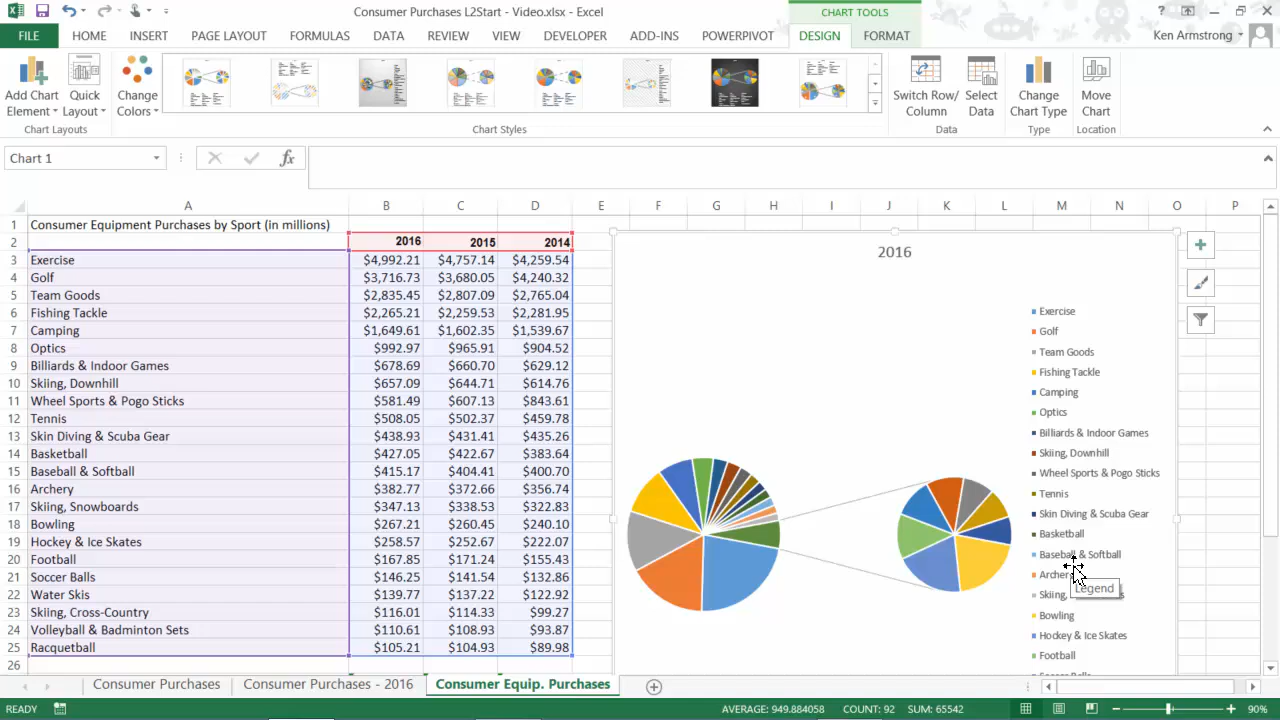 Consumer Purchases L2Start - Video.xlsx - Excel
CHART TOOLS
?
FILE HOME INSERT PAGE LAYOUT FORMULAS DATA REVIEW VIEW DEVELOPER ADD-INS POWERPIVOT DESIGN FORMAT Ken Armstrong
Add Chart Element
Quick Layout
Change Colors
Switch Row/ Column
Select Data
Change Chart Type
Move Chart
Chart Layouts Chart Styles Data Type Location
Chart 1 fx
A B C D E F G H I J K L M N O P
1 Consumer Equipment Purchases by Sport (in millions)
2 2016 2015 2014
3 Exercise $4,992.21 $4,757.14 $4,259.54
4 Golf $3,716.73 $3,680.05 $4,240.32
5 Team Goods $2,835.45 $2,807.09 $2,765.04
6 Fishing Tackle $2,265.21 $2,259.53 $2,281.95
7 Camping $1,649.61 $1,602.35 $1,539.67
8 Optics $992.97 $965.91 $904.52
9 Billiards & Indoor Games $678.69 $660.70 $629.12
10 Skiing, Downhill $657.09 $644.71 $614.76
11 Wheel Sports & Pogo Sticks $581.49 $607.13 $843.61
12 Tennis $508.05 $502.37 $459.78
13 Skin Diving & Scuba Gear $438.93 $431.41 $435.26
14 Basketball $427.05 $422.67 $383.64
15 Baseball & Softball $415.17 $404.41 $400.70
16 Archery $382.77 $372.66 $356.74
17 Skiing, Snowboards $347.13 $338.53 $322.83
18 Bowling $267.21 $260.45 $240.10
19 Hockey & Ice Skates $258.57 $252.67 $222.07
20 Football $167.85 $171.24 $155.43
21 Soccer Balls $146.25 $141.54 $132.86
22 Water Skis $141.93 $137.22 $122.92
23 Skiing, Cross-Country $116.01 $114.33 $99.27
24 Volleyball & Badminton Sets $110.61 $108.93 $93.87
25 Racquetball $105.21 $104.93 $89.98
26
2016
Exercise
Golf
Team Goods
Fishing Tackle
Camping
Optics
Billiards & Indoor Games
Skiing, Downhill
Wheel Sports & Pogo Sticks
Tennis
Skin Diving & Scuba Gear
Basketball
Baseball & Softball
Legend
Skiing,
Bowling
Hockey & Ice Skates
Football
Consumer Purchases Consumer Purchases - 2016 Consumer Equip. Purchases
READY AVERAGE: 949.884058 COUNT: 92 SUM: 65542 90%